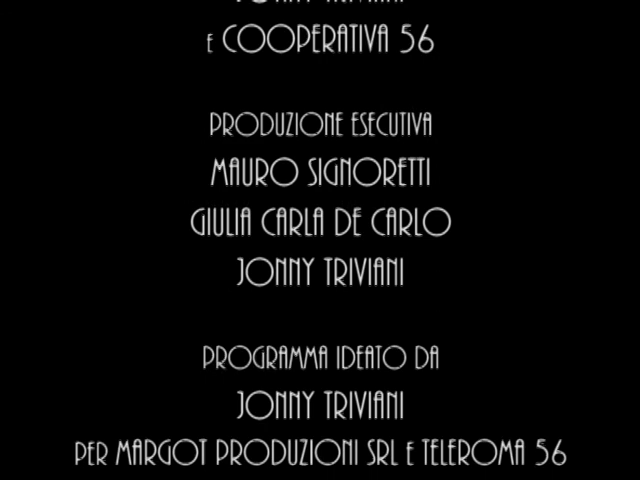 E COOPERATIVA 56
PRODUZIONE ESECUTIVA
MAURO SIGNORETTI
GIULIA CARLA DE CARLO
JONNY TRIVIANI
PROGRAMMA IDEATO DA
JONNY TRIVIANI
PER MARGOT PRODUZIONI SRL E TELEROMA 56